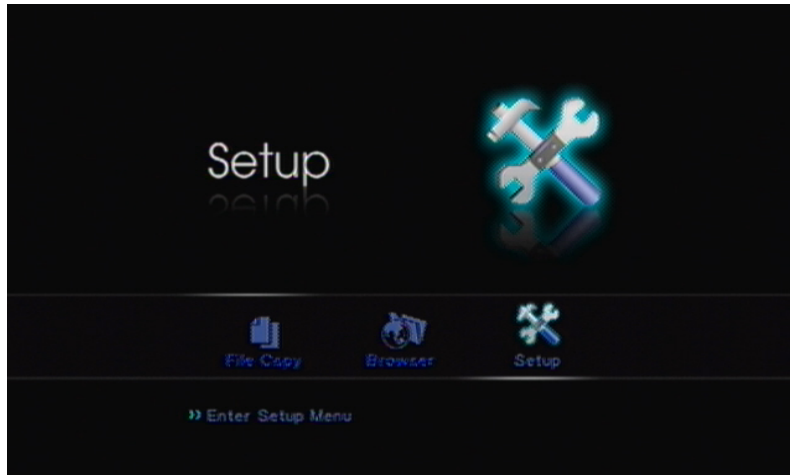 Setup
File Copy
Browser
Setup
›› Enter Setup Menu